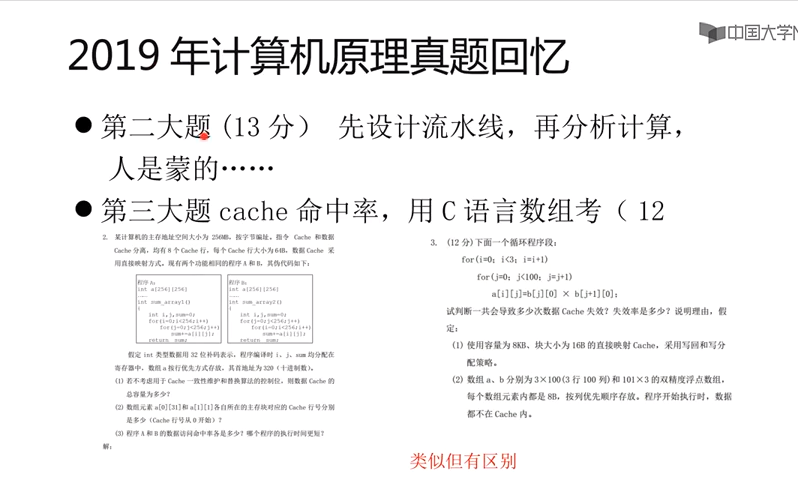 中国大学
2019 年计算机原理真题回忆
● 第二大题 (13 分） 先设计流水线，再分析计算，
人是蒙的……
● 第三大题 cache 命中率，用 C 语言数组考（ 12
2. 某计算机的主存地址空间大小为 256MB，按字节编址。指令 Cache 和数据
Cache 分离，均有 8 个 Cache 行，每个 Cache 行大小为 64B，数据 Cache 采
用直接映射方式。现有两个功能相同的程序 A 和 B，其伪代码如下：
程序 A:
int a[256][256]
......
int sum_array1()
{
int i,j,sum=0;
for(i=0;i<256;i++)
for(j=0;j<256;j++)
sum+=a[i][j];
return sum;
程序 B:
int a[256][256]
......
int sum_array2()
{
int i,j,sum=0;
for(j=0;j<256;j++)
for(i=0;i<256;i++)
sum+=a[i][j];
return sum;
假定 int 类型数据用 32 位补码表示，程序编译时 i、j、sum 均分配在
寄存器中，数组 a 按行优先方式存放，其首地址为 320（十进制数）。
(1) 若不考虑用于 Cache 一致性维护和替换算法的控制位，则数据 Cache 的
总容量为多少？
(2) 数组元素 a[0][31]和 a[1][1]各自所在的主存块对应的 Cache 行号分别
是多少（Cache 行号从 0 开始）？
(3) 程序 A 和 B 的数据访问命中率各是多少？哪个程序的执行时间更短？
解：
3. (12 分)下面一个循环程序段：
for(i=0；i<3；i=i+1)
for(j=0；j<100；j=j+1)
a[i][j]=b[j][0] × b[j+1][0]；
试判断一共会导致多少次数据 Cache 失效？失效率是多少？说明理由，假
定：
(1) 使用容量为 8KB、块大小为 16B 的直接映射 Cache，采用写回和写分
配策略。
(2) 数组 a、b 分别为 3×100(3 行 100 列)和 101×3 的双精度浮点数组，
每个数组元素内都是 8B，按列优先顺序存放。程序开始执行时，数据
都不在 Cache 内。
类似但有区别